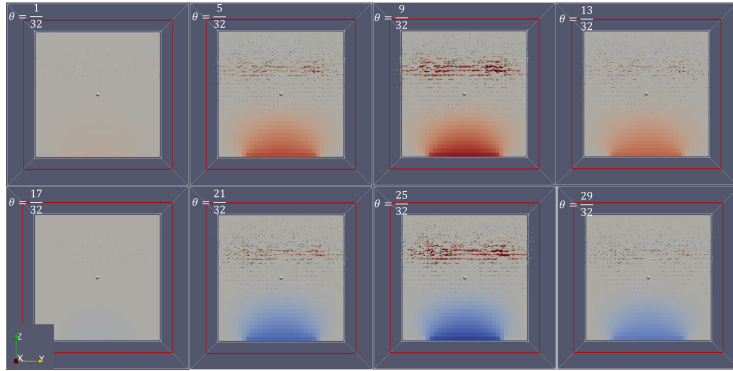 θ = 1/32
θ = 5/32
θ = 9/32
θ = 13/32
θ = 17/32
θ = 21/32
θ = 25/32
θ = 29/32
Z
X Y